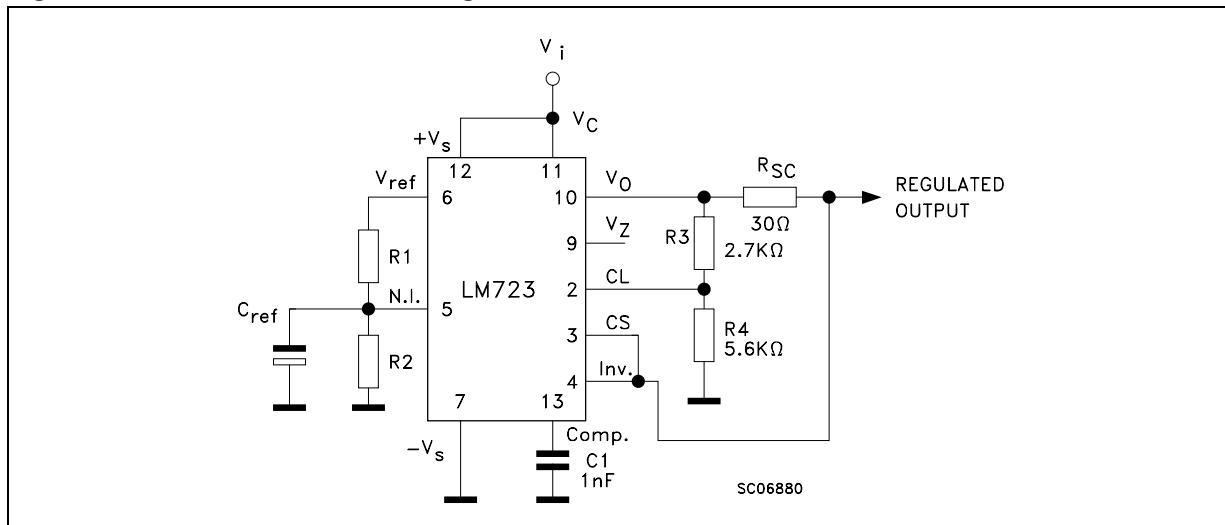 V i
V C
+V s
12
11
V ref
6
V O
10
R SC
REGULATED
OUTPUT
30Ω
V Z
9
R3
2.7KΩ
R1
LM723
CL
2
N.I.
5
C ref
CS
3
R4
5.6KΩ
R2
Inv.
4
7
13
-V s
Comp.
C1
1nF
SC06880